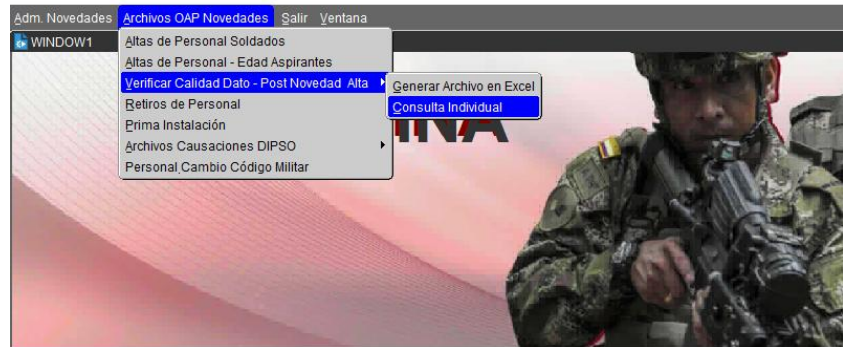 Adm. Novedades Archivos OAP Novedades Salir Ventana
WINDOW1
Altas de Personal Soldados
Altas de Personal - Edad Aspirantes
Verificar Calidad Dato - Post Novedad Alta
Generar Archivo en Excel
Consulta Individual
Retiros de Personal
Prima Instalación
Archivos Causaciones DIPSO
Personal Cambio Código Militar